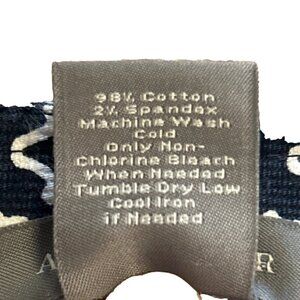 98% Cotton
2% Spandex
Machine Wash
Cold
Only Non-
Chlorine Bleach
When Needed
Tumble Dry Low
Cool Iron
if Needed